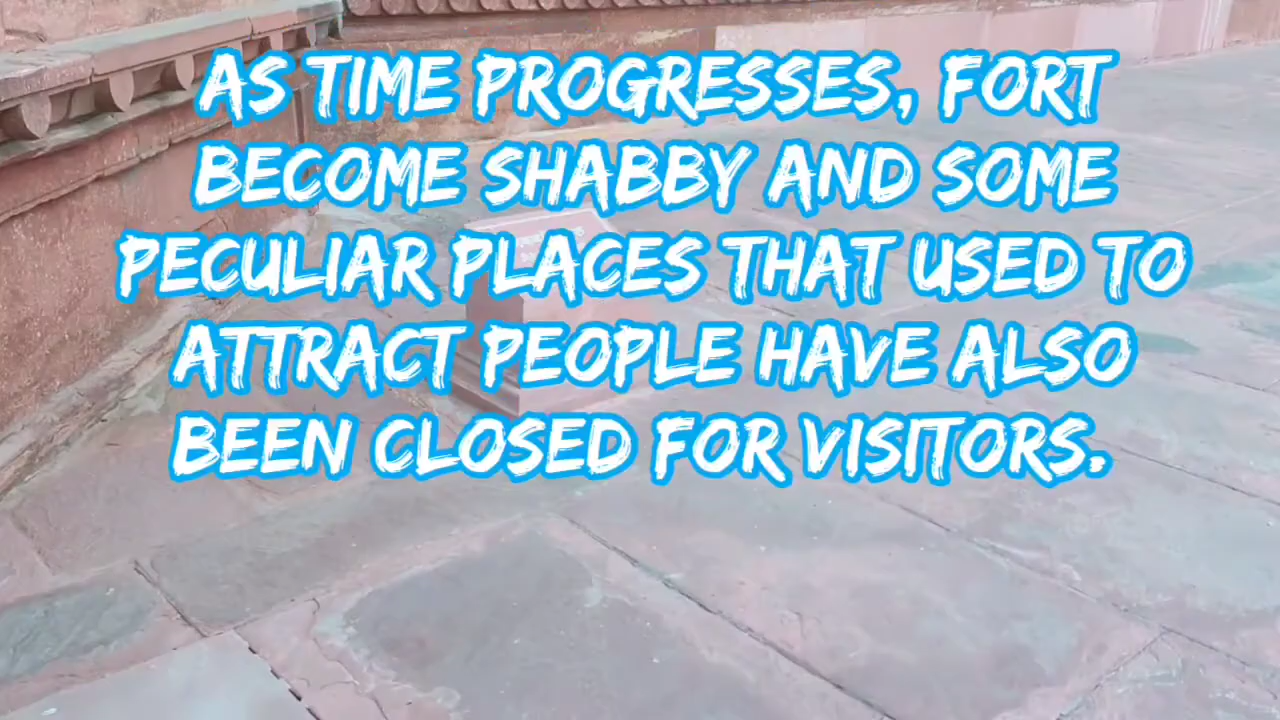 AS TIME PROGRESSES, FORT
BECOME SHABBY AND SOME
PECULIAR PLACES THAT USED TO
ATTRACT PEOPLE HAVE ALSO
BEEN CLOSED FOR VISITORS.